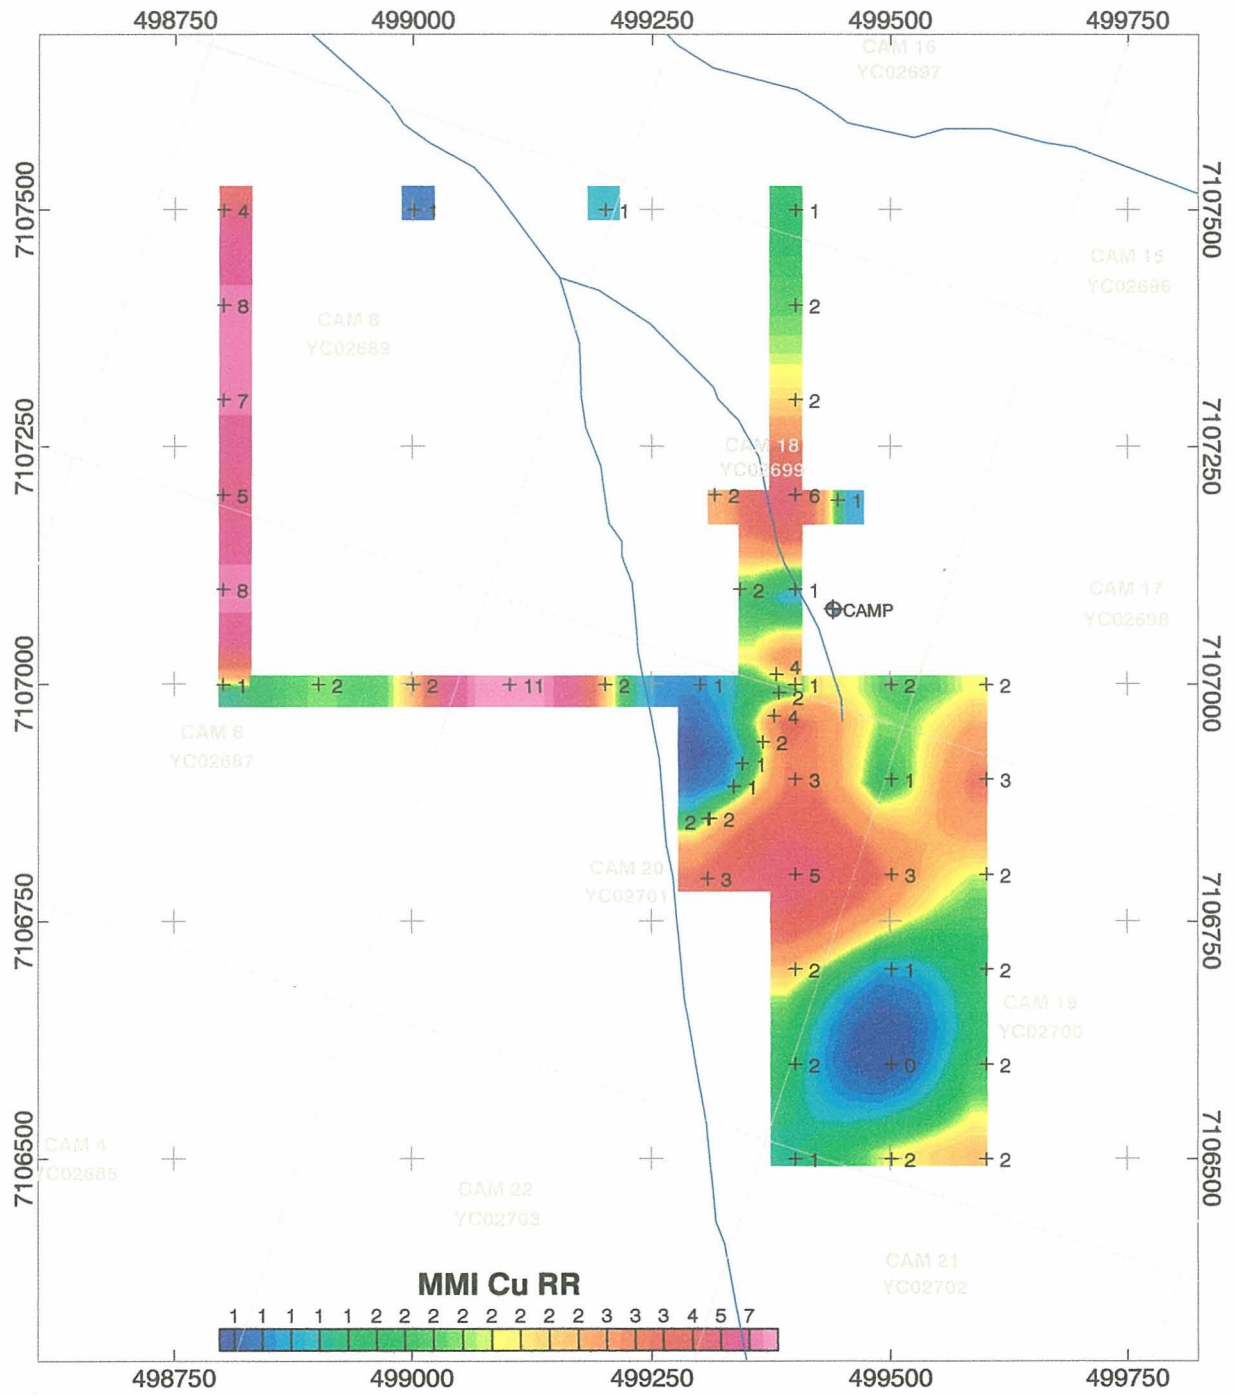 498750 499000 499250 499500 499750
CAM 16
YC02697
7107500 7107500
4 1 1 1
CAM 15
YC02696
8 2
CAM 8
YC02689
7 2
7107250 7107250
CAM 18
YC02699
5 2 6 1
8 2 1
CAM 17
YC02698
CAMP
4
7107000 7107000
1 2 2 11 2 1 1 2 2
2
4
CAM 6
YC02687
2
1 3 1 3
1
2 2
CAM 20
YC02701
3 5 3 2
7106750 7106750
2 1 2
CAM 19
YC02700
2 0 2
7106500 7106500
CAM 4
YC02685
1 2 2
CAM 22
YC02703
CAM 21
YC02702
MMI Cu RR
1 1 1 1 1 2 2 2 2 2 2 2 2 3 3 3 4 5 7
498750 499000 499250 499500 499750